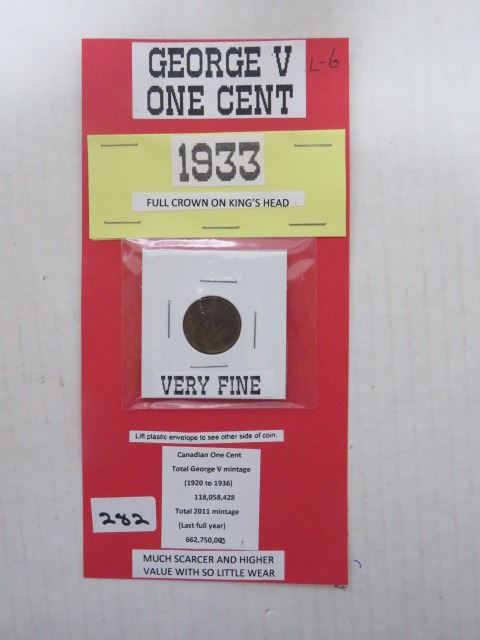 GEORGE V
L-6
ONE CENT
1933
FULL CROWN ON KING'S HEAD
VERY FINE
Lift plastic envelope to see other side of coin.
Canadian One Cent
Total George V mintage
(1920 to 1936)
118,058,428
Total 2011 mintage
(Last full year)
662,750,00
282
MUCH SCARCER AND HIGHER
VALUE WITH SO LITTLE WEAR